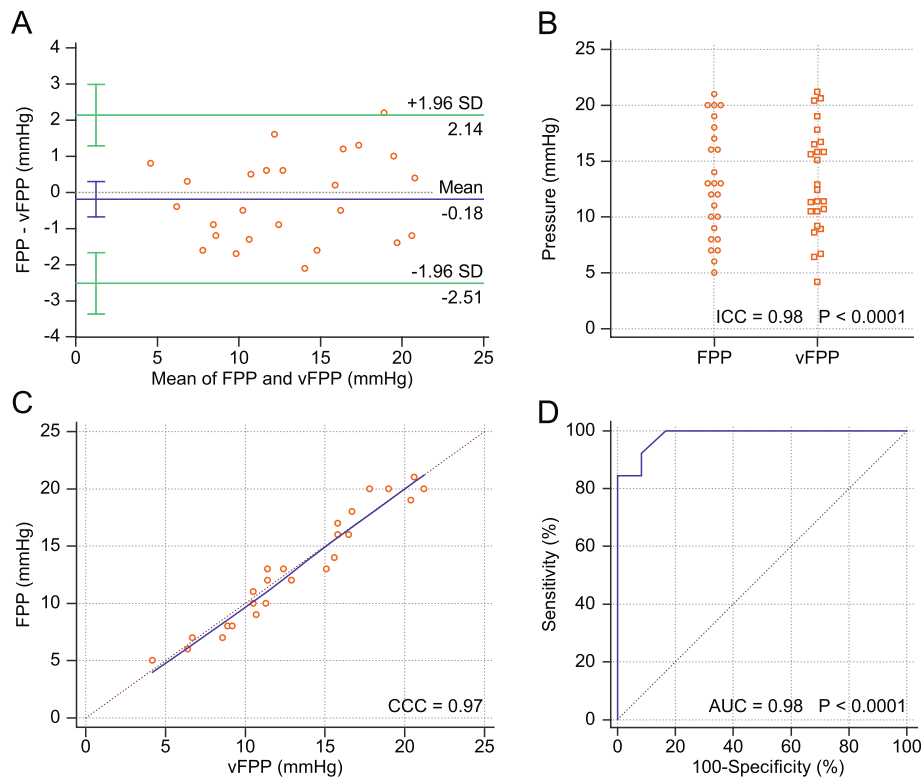 A
FPP - vFPP (mmHg)
4
3
2
1
0
-1
-2
-3
-4
+1.96 SD
2.14
Mean
-0.18
-1.96 SD
-2.51
0
5
10
15
20
25
Mean of FPP and vFPP (mmHg)
B
Pressure (mmHg)
25
20
15
10
5
0
ICC = 0.98 P < 0.0001
FPP
vFPP
C
FPP (mmHg)
25
20
15
10
5
0
CCC = 0.97
0
5
10
15
20
25
vFPP (mmHg)
D
Sensitivity (%)
100
80
60
40
20
0
AUC = 0.98 P < 0.0001
0
20
40
60
80
100
100-Specificity (%)